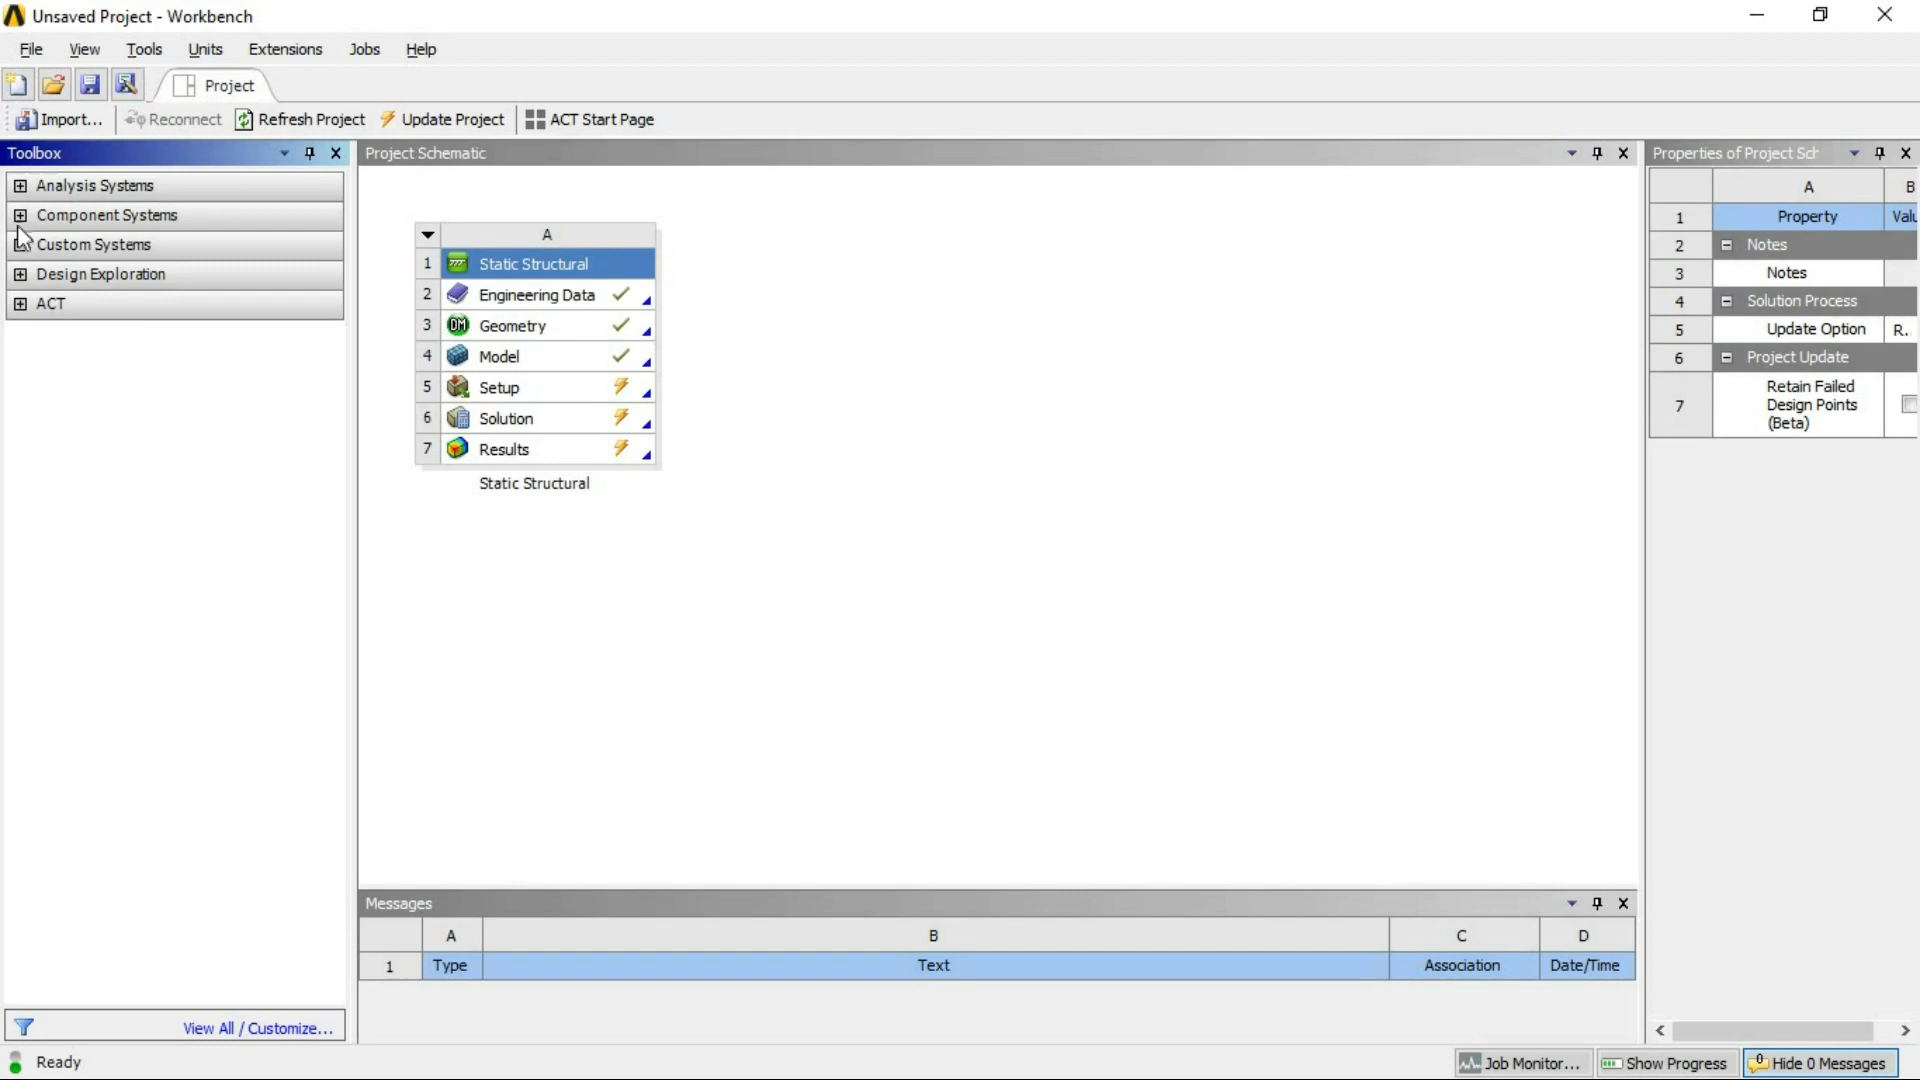 Unsaved Project - Workbench
File View Tools Units Extensions Jobs Help
Project
Import... Reconnect Refresh Project Update Project ACT Start Page
Toolbox
Analysis Systems
Component Systems
Custom Systems
Design Exploration
ACT
View All / Customize...
Project Schematic
A
1 Static Structural
2 Engineering Data
3 DM Geometry
4 Model
5 Setup
6 Solution
7 Results
Static Structural
Messages
A B C D
1 Type Text Association Date/Time
Properties of Project Sch
A B
1 Property Valu
2 Notes
3 Notes
4 Solution Process
5 Update Option R.
6 Project Update
7 Retain Failed
Design Points
(Beta)
Ready
Job Monitor... Show Progress 0 Hide 0 Messages